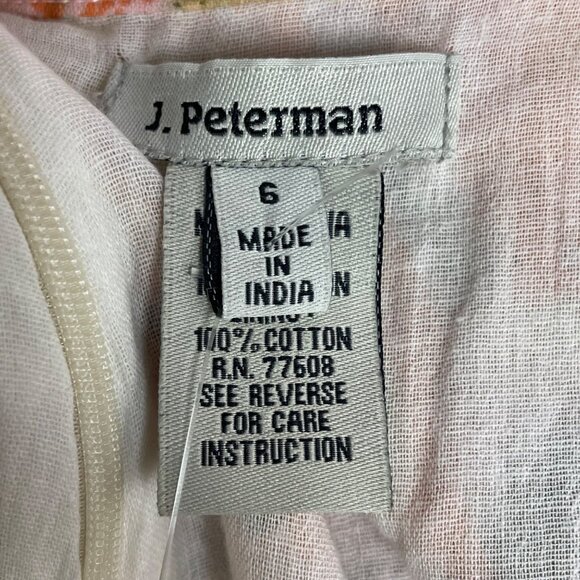 J. Peterman
6
MADE
IN
INDIA
100% COTTON
R.N. 77608
SEE REVERSE
FOR CARE
INSTRUCTION